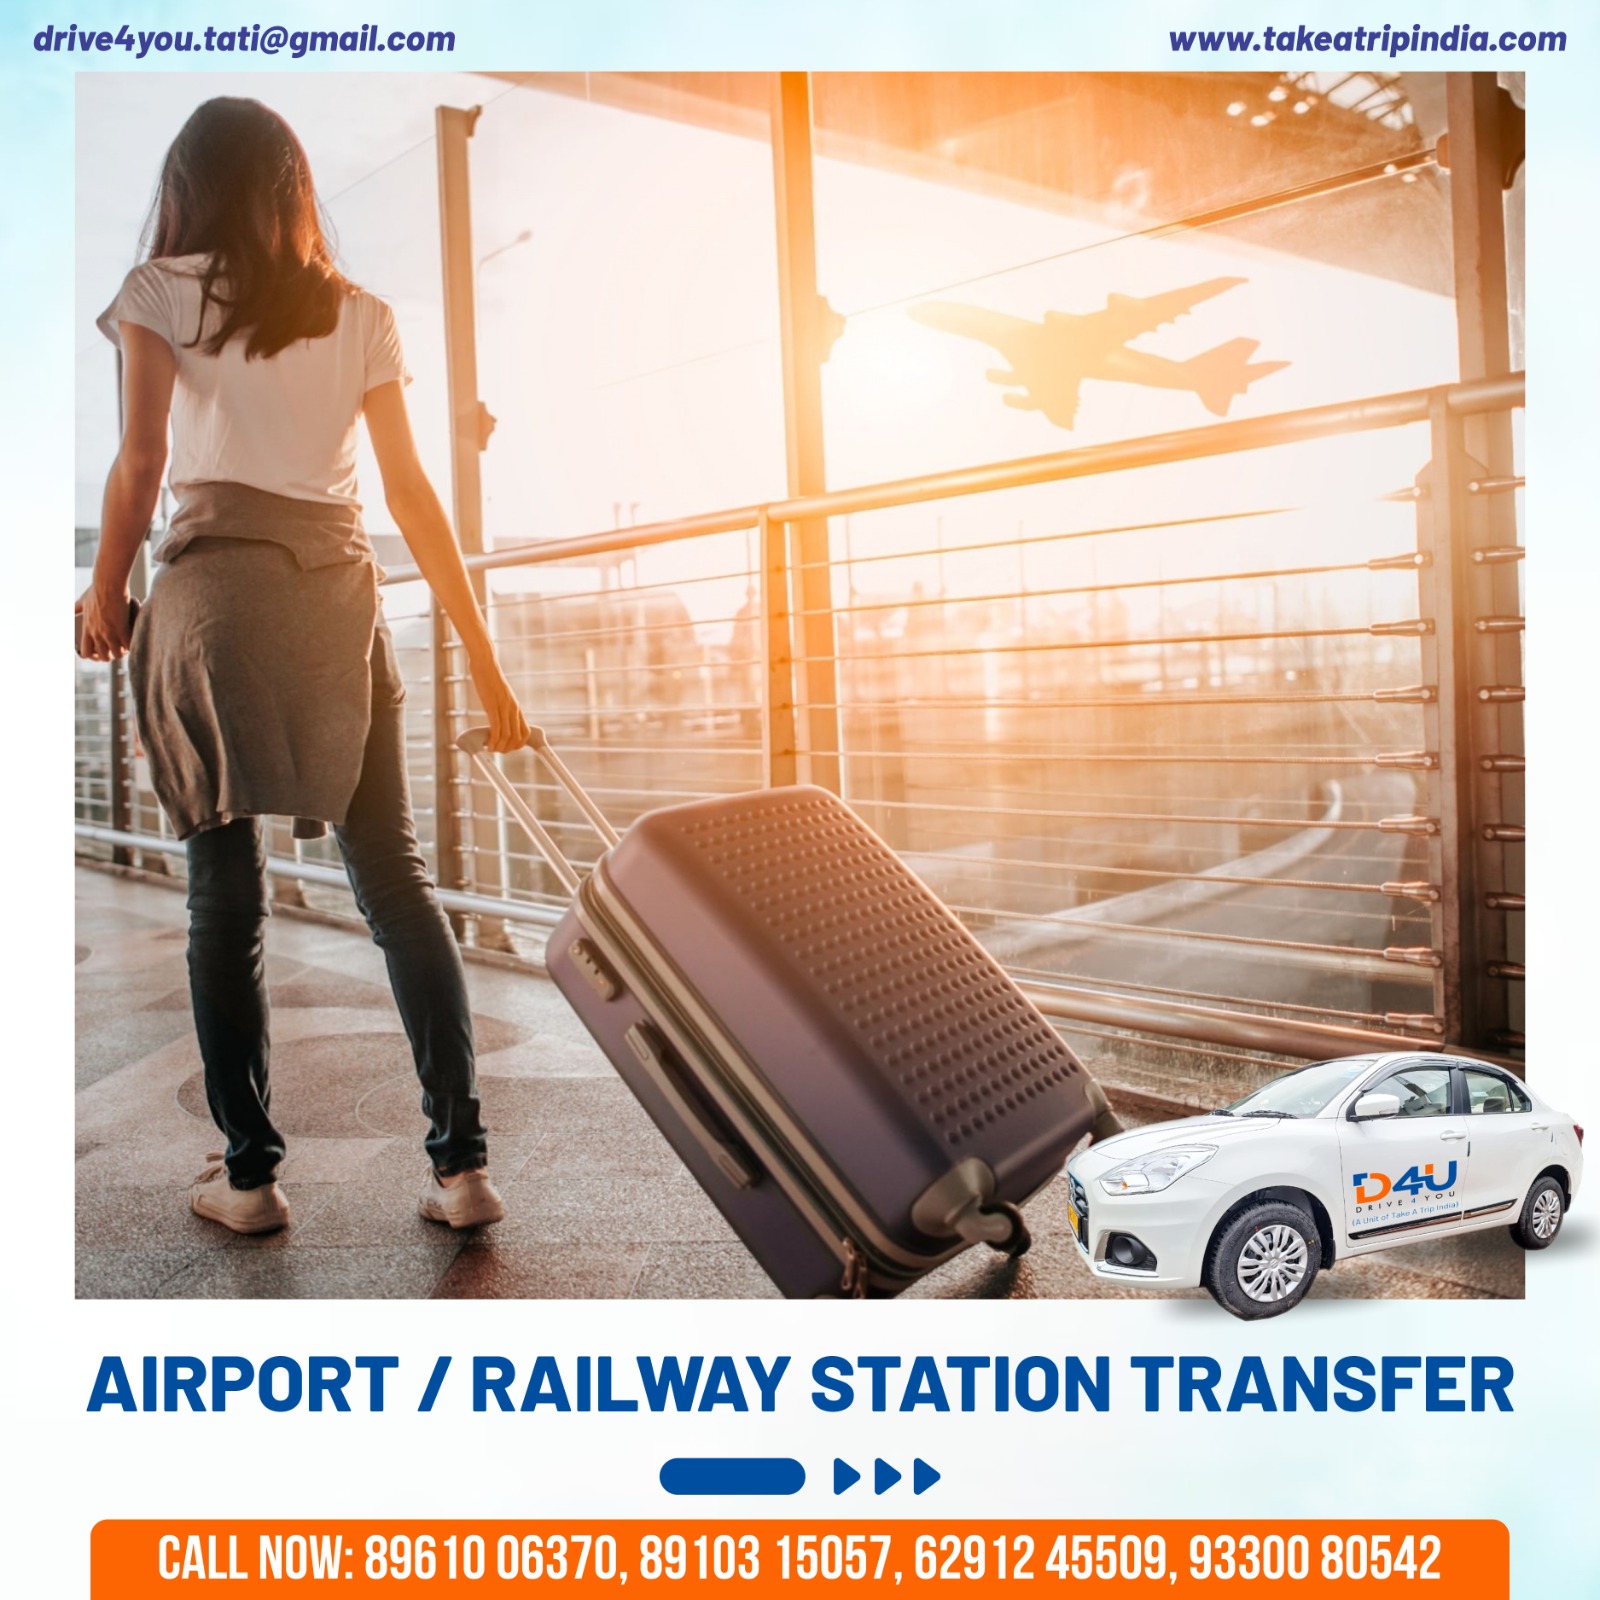 drive4you.tati@gmail.com
www.takeatripindia.com
D4U
DRIVE 4 YOU
(A Unit of Take A Trip India)
AIRPORT / RAILWAY STATION TRANSFER
CALL NOW: 89610 06370, 89103 15057, 62912 45509, 93300 80542